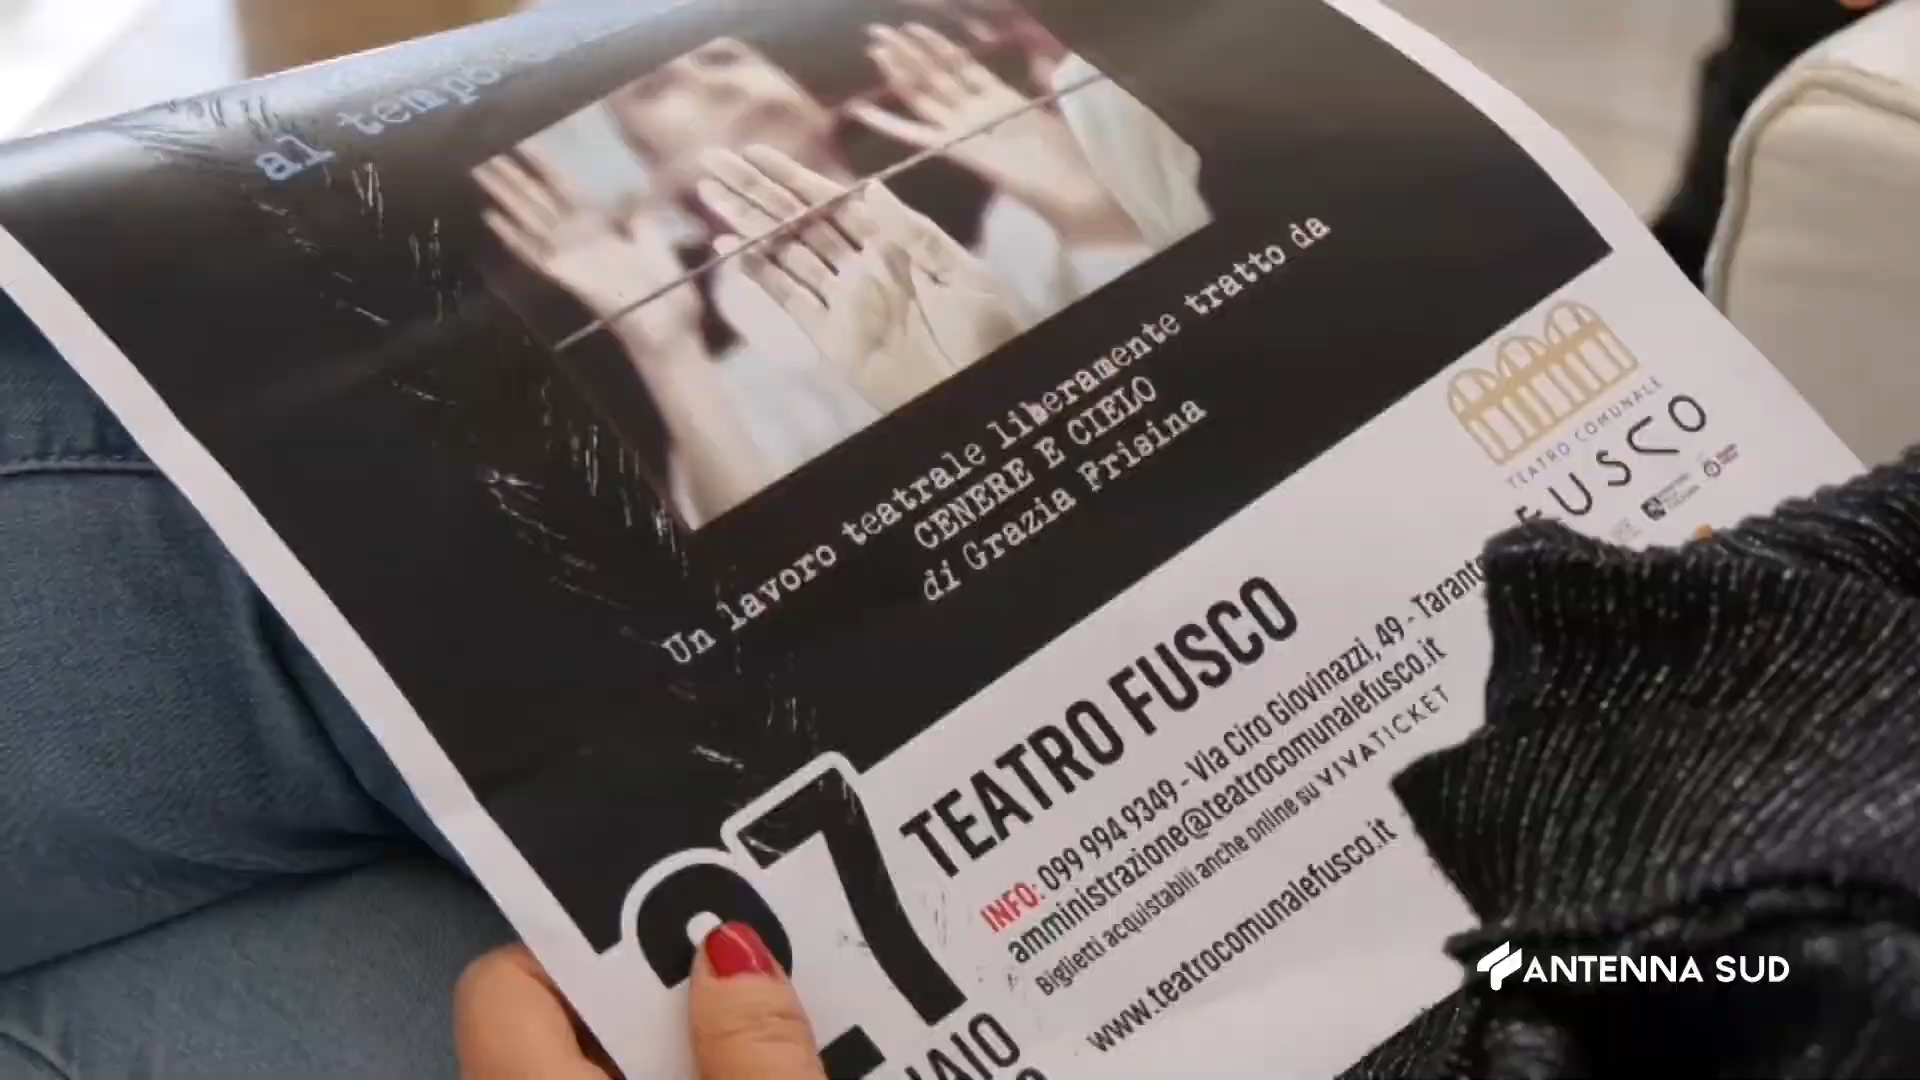 al tempo
Un lavoro teatrale liberamente tratto da
CENERE E CIELO
di Grazia Frisina
TEATRO COMUNALE
FUSCO
27
TEATRO FUSCO
INFO: 099 994 9349 - Via Ciro Giovinazzi, 49 - Taranto
amministrazione@teatrocomunalefusco.it
Biglietti acquistabili anche online su VIVATICKET
www.teatrocomunalefusco.it
ANTENNA SUD